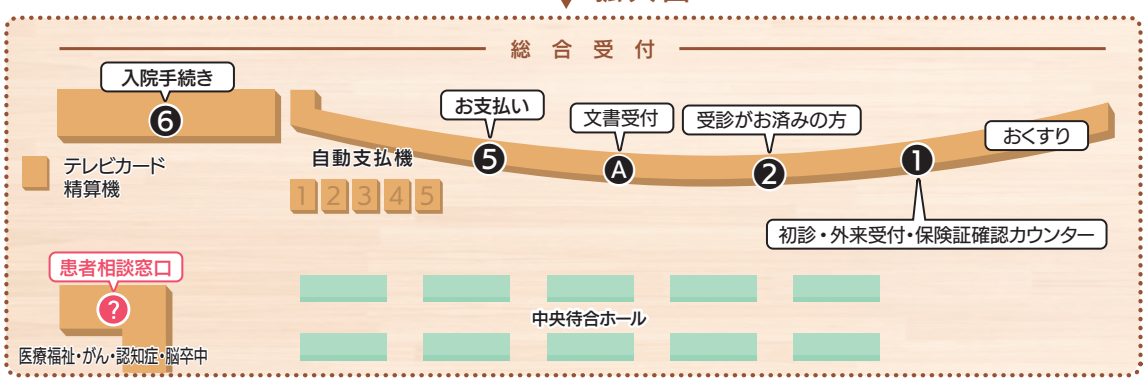 拡大図
総合受付
入院手続き
6
お支払い
5
文書受付
A
受診がお済みの方
2
1
おくすり
初診・外来受付・保険証確認カウンター
テレビカード
精算機
自動支払機
1 2 3 4 5
患者相談窓口
?
医療福祉・がん・認知症・脳卒中
中央待合ホール